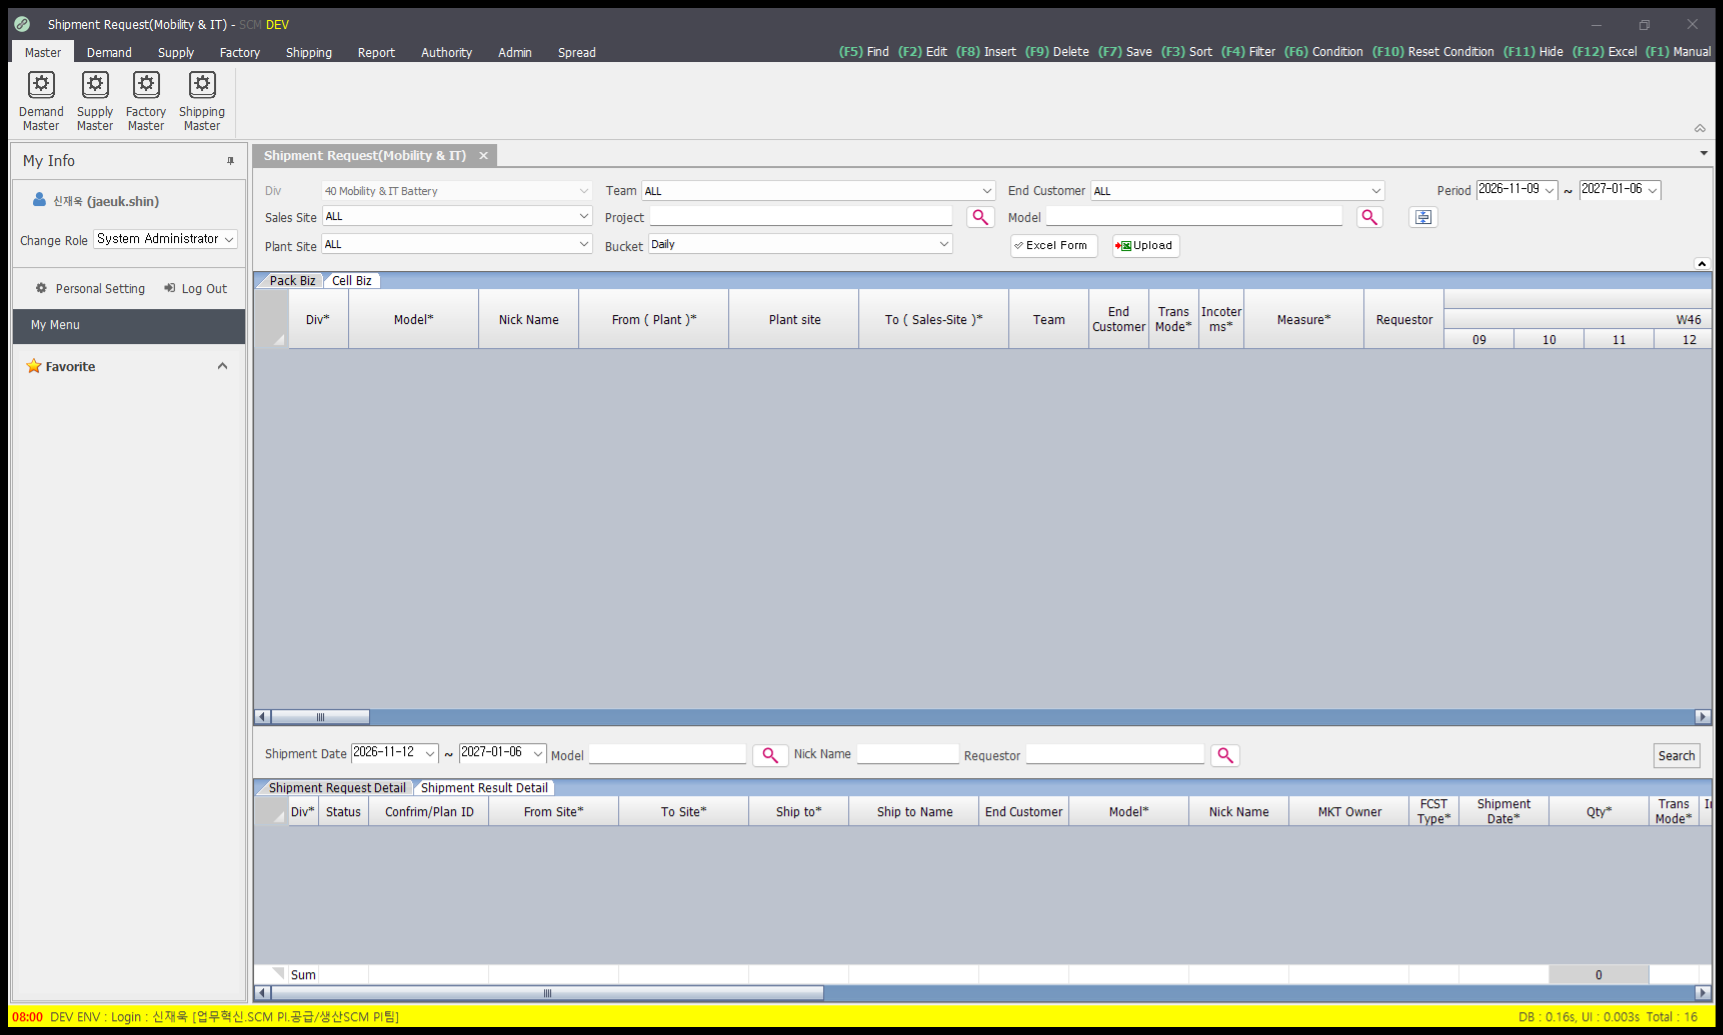 Shipment Request(Mobility & IT) - SCM DEV
Master Demand Supply Factory Shipping Report Authority Admin Spread (F5) Find (F2) Edit (F8) Insert (F9) Delete (F7) Save (F3) Sort (F4) Filter (F6) Condition (F10) Reset Condition (F11) Hide (F12) Excel (F1) Manual
Demand Master Supply Master Factory Master Shipping Master
My Info
신재욱 (jaeuk.shin)
Change Role System Administrator
Personal Setting Log Out
My Menu
Favorite
Shipment Request(Mobility & IT)
Div 40 Mobility & IT Battery Team ALL End Customer ALL Period 2026-11-09 ~ 2027-01-06
Sales Site ALL Project Model
Plant Site ALL Bucket Daily Excel Form Upload
Pack Biz Cell Biz
Div* Model* Nick Name From ( Plant )* Plant site To ( Sales-Site )* Team End Customer Trans Mode* Incoter ms* Measure* Requestor W46
09 10 11 12
Shipment Date 2026-11-12 ~ 2027-01-06 Model Nick Name Requestor Search
Shipment Request Detail Shipment Result Detail
Div* Status Confrim/Plan ID From Site* To Site* Ship to* Ship to Name End Customer Model* Nick Name MKT Owner FCST Type* Shipment Date* Qty* Trans Mode*
Sum 0
08:00 DEV ENV : Login : 신재욱 [업무혁신.SCM PI.공급/생산SCM PI팀] DB : 0.16s, UI : 0.003s Total : 16